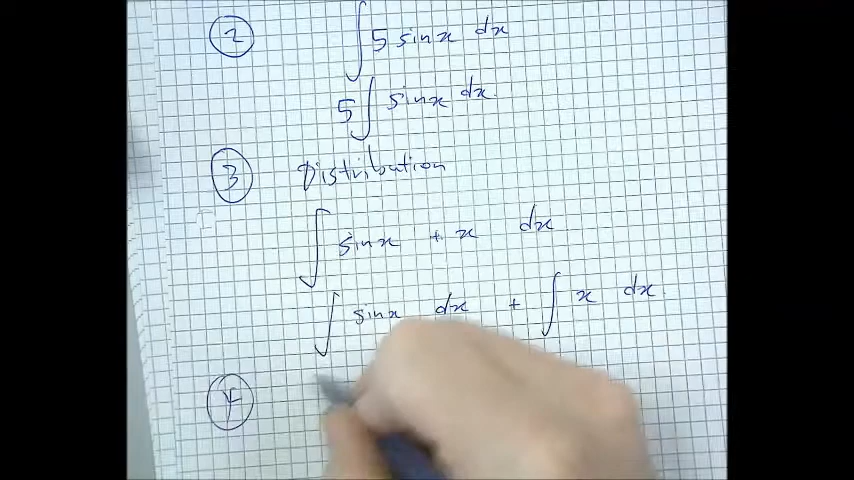 ② ∫ 5 sinx dx
5 ∫ sinx dx.
③ Distribution
∫ sinx + x dx
∫ sinx dx + ∫ x dx.
④